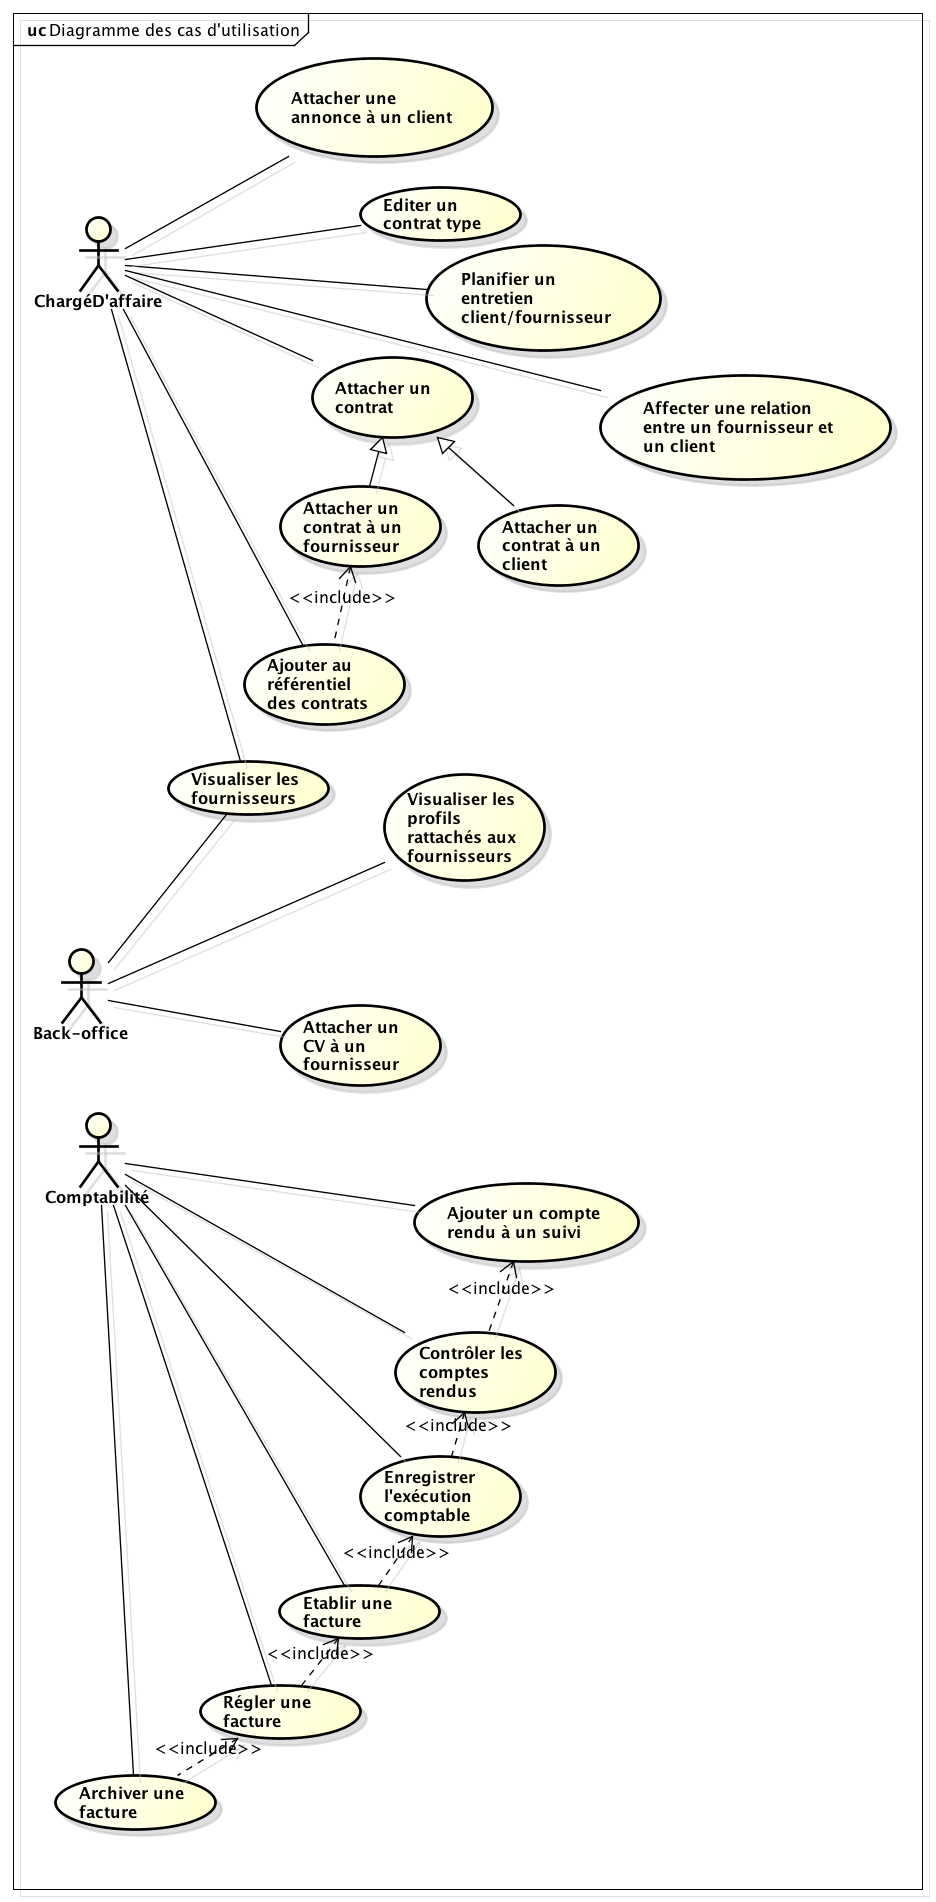 uc Diagramme des cas d'utilisation
Attacher une
annonce à un client
Editer un
contrat type
Planifier un
entretien
client/fournisseur
ChargéD'affaire
Attacher un
contrat
Affecter une relation
entre un fournisseur et
un client
Attacher un
contrat à un
fournisseur
Attacher un
contrat à un
client
<<include>>
Ajouter au
référentiel
des contrats
Visualiser les
fournisseurs
Visualiser les
profils
rattachés aux
fournisseurs
Back-office
Attacher un
CV à un
fournisseur
Comptabilité
Ajouter un compte
rendu à un suivi
<<include>>
Contrôler les
comptes
rendus
<<include>>
Enregistrer
l'exécution
comptable
<<include>>
Etablir une
facture
<<include>>
Régler une
facture
<<include>>
Archiver une
facture